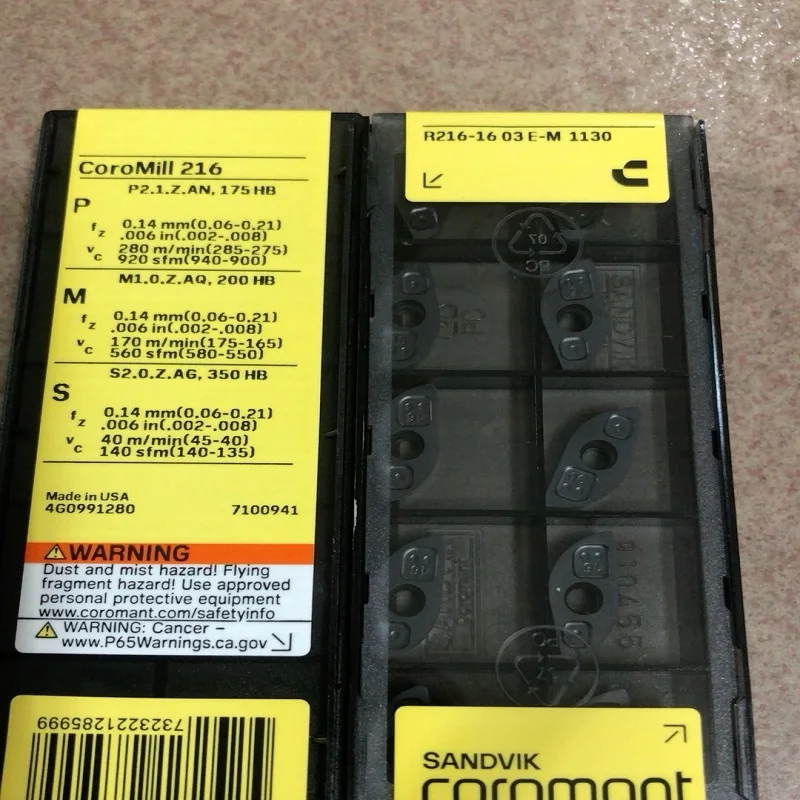 CoroMill 216
P2.1.Z.AN, 175 HB
P
fz 0.14 mm(0.06-0.21)
.006 in(.002-.008)
vc 280 m/min(285-275)
920 sfm(940-900)
M1.0.Z.AQ, 200 HB
M
fz 0.14 mm(0.06-0.21)
.006 in(.002-.008)
vc 170 m/min(175-165)
560 sfm(580-550)
S2.0.Z.AG, 350 HB
S
fz 0.14 mm(0.06-0.21)
.006 in(.002-.008)
vc 40 m/min(45-40)
140 sfm(140-135)
Made in USA
4G0991280 7100941
WARNING
Dust and mist hazard! Flying
fragment hazard! Use approved
personal protective equipment
www.coromant.com/safetyinfo
WARNING: Cancer –
www.P65Warnings.ca.gov
7323221285999
R216-16 03 E-M 1130
07
PC
SANDVIK
PC
SANDVIK
coromant